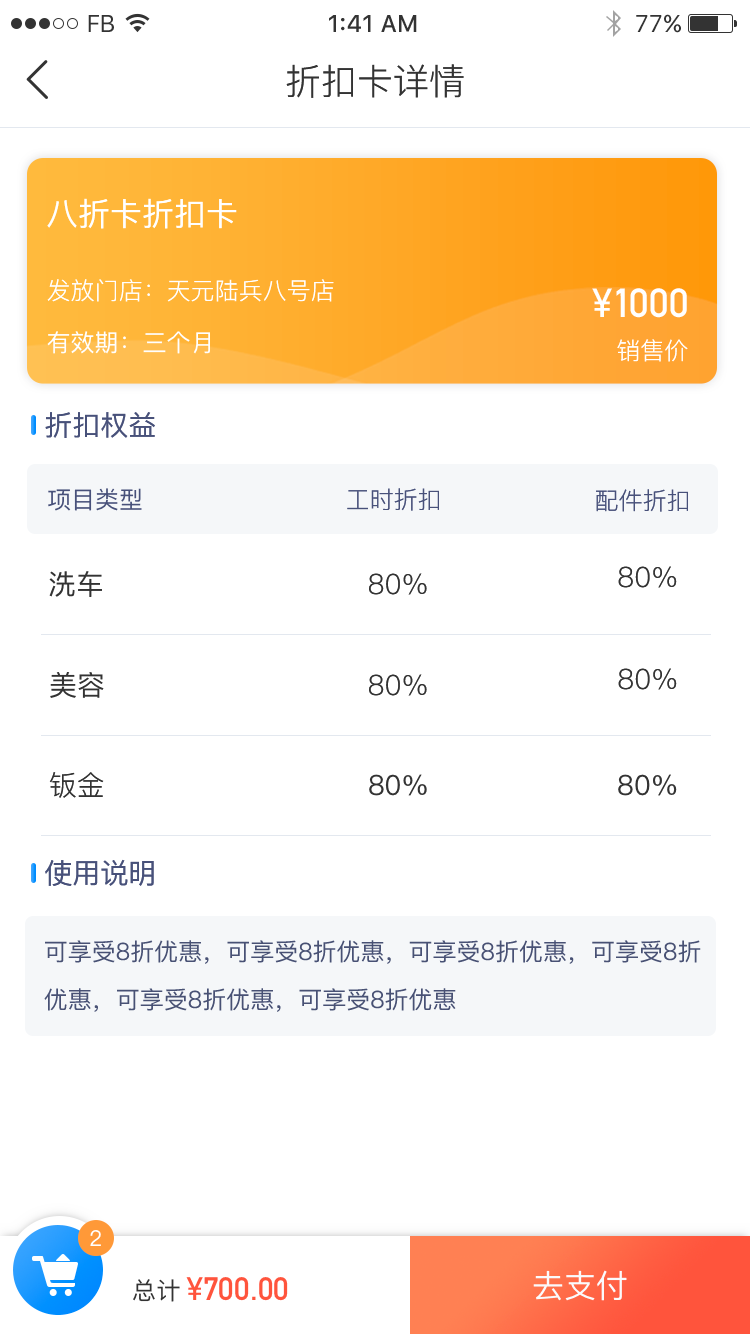 FB 1:41 AM 77%
折扣卡详情
八折卡折扣卡
发放门店：天元陆兵八号店
¥1000
有效期：三个月
销售价
折扣权益
项目类型 工时折扣 配件折扣
洗车 80% 80%
美容 80% 80%
钣金 80% 80%
使用说明
可享受8折优惠，可享受8折优惠，可享受8折优惠，可享受8折
优惠，可享受8折优惠，可享受8折优惠
2
总计 ¥700.00 去支付